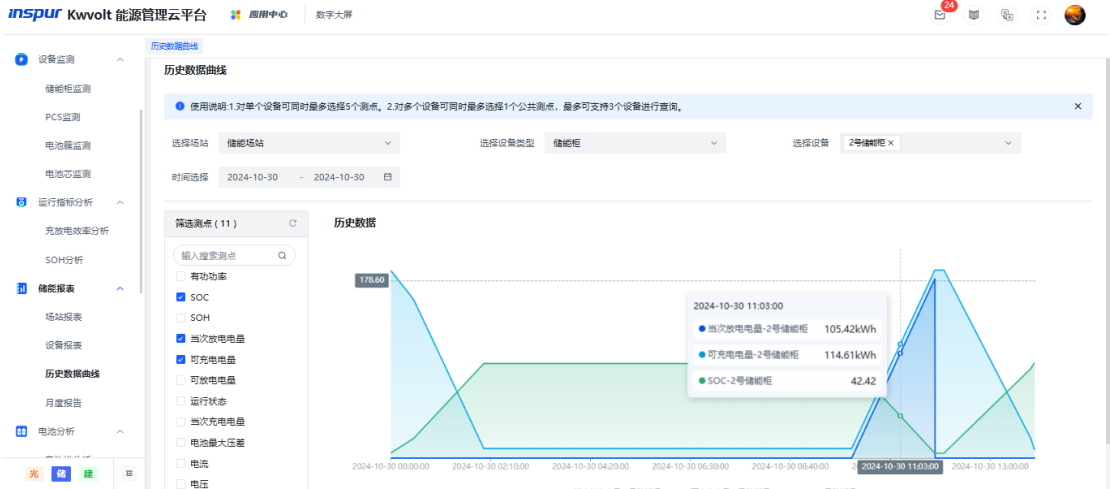 inspur Kwvolt 能源管理云平台 应用中心 数字大屏 24
设备监测
储能柜监测
PCS监测
电池簇监测
电池芯监测
运行指标分析
充放电效率分析
SOH分析
储能报表
场站报表
设备报表
历史数据曲线
月度报告
电池分析
光 储 建
历史数据曲线
历史数据曲线
使用说明:1.对单个设备可同时最多选择5个测点。2.对多个设备可同时最多选择1个公共测点，最多可支持3个设备进行查询。
选择场站 储能场站 选择设备类型 储能柜 选择设备 2号储能柜 ×
时间选择 2024-10-30 - 2024-10-30
筛选测点 ( 11 )
输入搜索测点
有功功率
SOC
SOH
当次放电电量
可充电电量
可放电电量
运行状态
当次充电电量
电池最大压差
电流
电压
历史数据
178.60
2024-10-30 11:03:00
当次放电电量-2号储能柜 105.42kWh
可充电电量-2号储能柜 114.61kWh
SOC-2号储能柜 42.42
2024-10-30 00:00:00 2024-10-30 02:10:00 2024-10-30 04:20:00 2024-10-30 06:30:00 2024-10-30 08:40:00 2024-10-30 11:03:00 2024-10-30 13:00:00